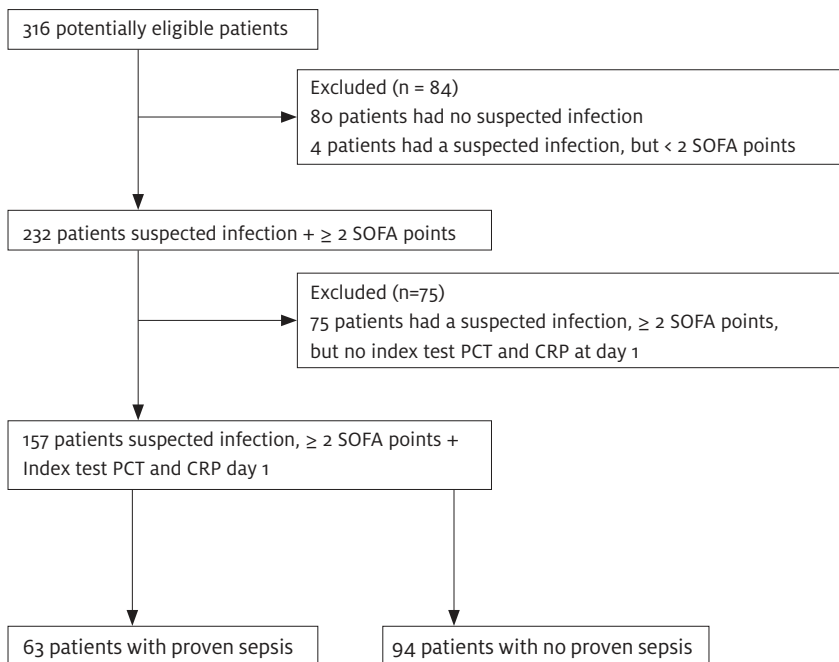 316 potentially eligible patients
Excluded (n = 84)
80 patients had no suspected infection
4 patients had a suspected infection, but < 2 SOFA points
232 patients suspected infection + ≥ 2 SOFA points
Excluded (n=75)
75 patients had a suspected infection, ≥ 2 SOFA points,
but no index test PCT and CRP at day 1
157 patients suspected infection, ≥ 2 SOFA points +
Index test PCT and CRP day 1
63 patients with proven sepsis
94 patients with no proven sepsis